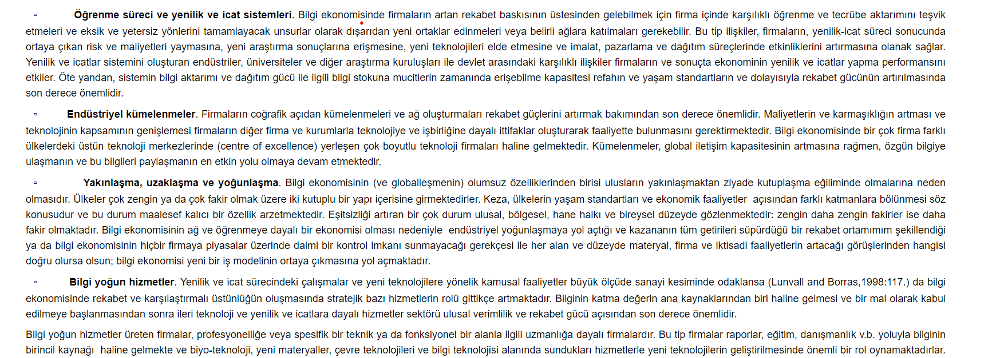 ▫ Öğrenme süreci ve yenilik ve icat sistemleri. Bilgi ekonomisinde firmaların artan rekabet baskısının üstesinden gelebilmek için firma içinde karşılıklı öğrenme ve tecrübe aktarımını teşvik
etmeleri ve eksik ve yetersiz yönlerini tamamlayacak unsurlar olarak dışarıdan yeni ortaklar edinmeleri veya belirli ağlara katılmaları gerekebilir. Bu tip ilişkiler, firmaların, yenilik-icat süreci sonucunda
ortaya çıkan risk ve maliyetleri yaymasına, yeni araştırma sonuçlarına erişmesine, yeni teknolojileri elde etmesine ve imalat, pazarlama ve dağıtım süreçlerinde etkinliklerini artırmasına olanak sağlar.
Yenilik ve icatlar sistemini oluşturan endüstriler, üniversiteler ve diğer araştırma kuruluşları ile devlet arasındaki karşılıklı ilişkiler firmaların ve sonuçta ekonominin yenilik ve icatlar yapma performansını
etkiler. Öte yandan, sistemin bilgi aktarımı ve dağıtım gücü ile ilgili bilgi stokuna mucitlerin zamanında erişebilme kapasitesi refahın ve yaşam standartların ve dolayısıyla rekabet gücünün artırılmasında
son derece önemlidir.
▫ Endüstriyel kümelenmeler. Firmaların coğrafik açıdan kümelenmeleri ve ağ oluşturmaları rekabet güçlerini artırmak bakımından son derece önemlidir. Maliyetlerin ve karmaşıklığın artması ve
teknolojinin kapsamının genişlemesi firmaların diğer firma ve kurumlarla teknolojiye ve işbirliğine dayalı ittifaklar oluşturarak faaliyette bulunmasını gerektirmektedir. Bilgi ekonomisinde bir çok firma farklı
ülkelerdeki üstün teknoloji merkezlerinde (centre of excellence) yerleşen çok boyutlu teknoloji firmaları haline gelmektedir. Kümelenmeler, global iletişim kapasitesinin artmasına rağmen, özgün bilgiye
ulaşmanın ve bu bilgileri paylaşmanın en etkin yolu olmaya devam etmektedir.
▫ Yakınlaşma, uzaklaşma ve yoğunlaşma. Bilgi ekonomisinin (ve globalleşmenin) olumsuz özelliklerinden birisi ulusların yakınlaşmaktan ziyade kutuplaşma eğiliminde olmalarına neden
olmasıdır. Ülkeler çok zengin ya da çok fakir olmak üzere iki kutuplu bir yapı içerisine girmektedirler. Keza, ülkelerin yaşam standartları ve ekonomik faaliyetler açısından farklı katmanlara bölünmesi söz
konusudur ve bu durum maalesef kalıcı bir özellik arzetmektedir. Eşitsizliği artıran bir çok durum ulusal, bölgesel, hane halkı ve bireysel düzeyde gözlenmektedir: zengin daha zengin fakirler ise daha
fakir olmaktadır. Bilgi ekonomisinin ağ ve öğrenmeye dayalı bir ekonomisi olması nedeniyle endüstriyel yoğunlaşmaya yol açtığı ve kazananın tüm getirileri süpürdüğü bir rekabet ortamımım şekillendiği
ya da bilgi ekonomisinin hiçbir firmaya piyasalar üzerinde daimi bir kontrol imkanı sunmayacağı gerekçesi ile her alan ve düzeyde materyal, firma ve iktisadi faaliyetlerin artacağı görüşlerinden hangisi
doğru olursa olsun; bilgi ekonomisi yeni bir iş modelinin ortaya çıkmasına yol açmaktadır.
▫ Bilgi yoğun hizmetler. Yenilik ve icat sürecindeki çalışmalar ve yeni teknolojilere yönelik kamusal faaliyetler büyük ölçüde sanayi kesiminde odaklansa (Lunvall and Borras,1998:117.) da bilgi
ekonomisinde rekabet ve karşılaştırmalı üstünlüğün oluşmasında stratejik bazı hizmetlerin rolü gittikçe artmaktadır. Bilginin katma değerin ana kaynaklarından biri haline gelmesi ve bir mal olarak kabul
edilmeye başlanmasından sonra ileri teknoloji ve yenilik ve icatlara dayalı hizmetler sektörü ulusal verimlilik ve rekabet gücü açısından son derece önemlidir.
Bilgi yoğun hizmetler üreten firmalar, profesyonelliğe veya spesifik bir teknik ya da fonksiyonel bir alanla ilgili uzmanlığa dayalı firmalardır. Bu tip firmalar raporlar, eğitim, danışmanlık v.b. yoluyla bilginin
birincil kaynağı haline gelmekte ve biyo-teknoloji, yeni materyaller, çevre teknolojileri ve bilgi teknolojisi alanında sundukları hizmetlerle yeni teknolojilerin geliştirilmesinde önemli bir rol oynamaktadırlar.